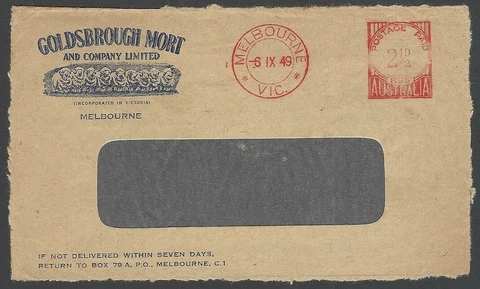 GOLDSBROUGH MORT
AND COMPANY LIMITED
(INCORPORATED IN VICTORIA)
MELBOURNE
MELBOURNE
6 IX 49
VIC.
POSTAGE PAID
2½D
AUSTRALIA
IF NOT DELIVERED WITHIN SEVEN DAYS,
RETURN TO BOX 79 A, P.O., MELBOURNE, C.1